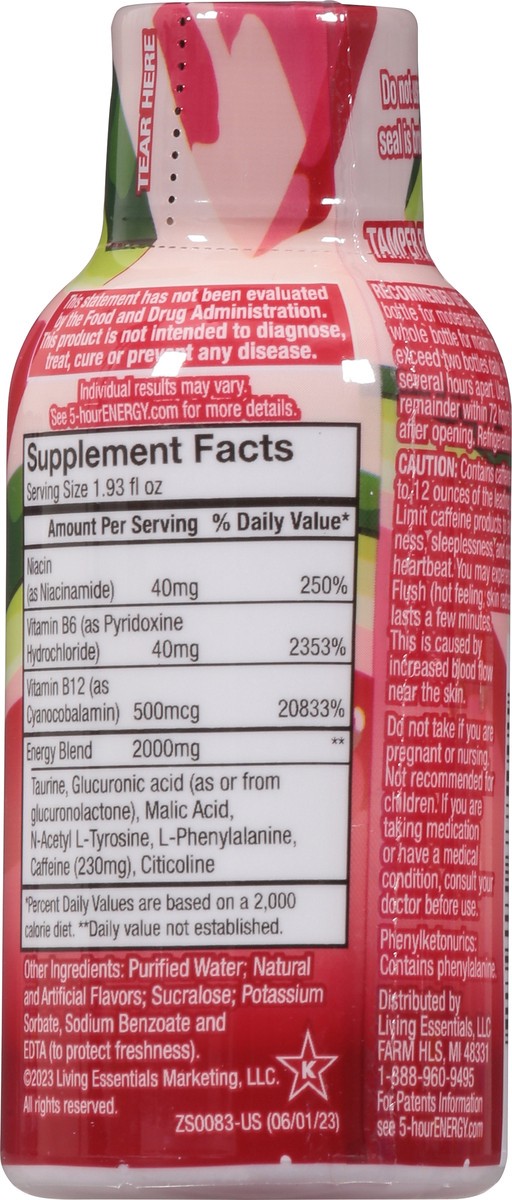 TEAR HERE
Do not
seal is
TAMPER
This statement has not been evaluated
by the Food and Drug Administration.
This product is not intended to diagnose,
treat, cure or prevent any disease.
Individual results may vary.
See 5-hourENERGY.com for more details.
Supplement Facts
Serving Size 1.93 fl oz
Amount Per Serving % Daily Value*
Niacin
(as Niacinamide) 40mg 250%
Vitamin B6 (as Pyridoxine
Hydrochloride) 40mg 2353%
Vitamin B12 (as
Cyanocobalamin) 500mcg 20833%
Energy Blend 2000mg **
Taurine, Glucuronic acid (as or from
glucuronolactone), Malic Acid,
N-Acetyl L-Tyrosine, L-Phenylalanine,
Caffeine (230mg), Citicoline
*Percent Daily Values are based on a 2,000
calorie diet. **Daily value not established.
Other Ingredients: Purified Water; Natural
and Artificial Flavors; Sucralose; Potassium
Sorbate, Sodium Benzoate and
EDTA (to protect freshness).
©2023 Living Essentials Marketing, LLC.
All rights reserved.
K
ZS0083-US (06/01/23)
bottle for
whole bottle for
exceed two bottles
several hours apart.
remainder within 72
after opening.
CAUTION: Contains
to 12 ounces of the
Limit caffeine products
ness, sleeplessness, and
heartbeat. You may
Flush (hot feeling, skin
lasts a few minutes.
This is caused by
increased blood flow
near the skin.
Do not take if you are
pregnant or nursing.
Not recommended for
children. If you are
taking medication
or have a medical
condition, consult your
doctor before use.
Phenylketonurics:
Contains phenylalanine.
Distributed by
Living Essentials, LLC
FARM HLS, MI 48331
1-888-960-9495
For Patents Information
see 5-hourENERGY.com